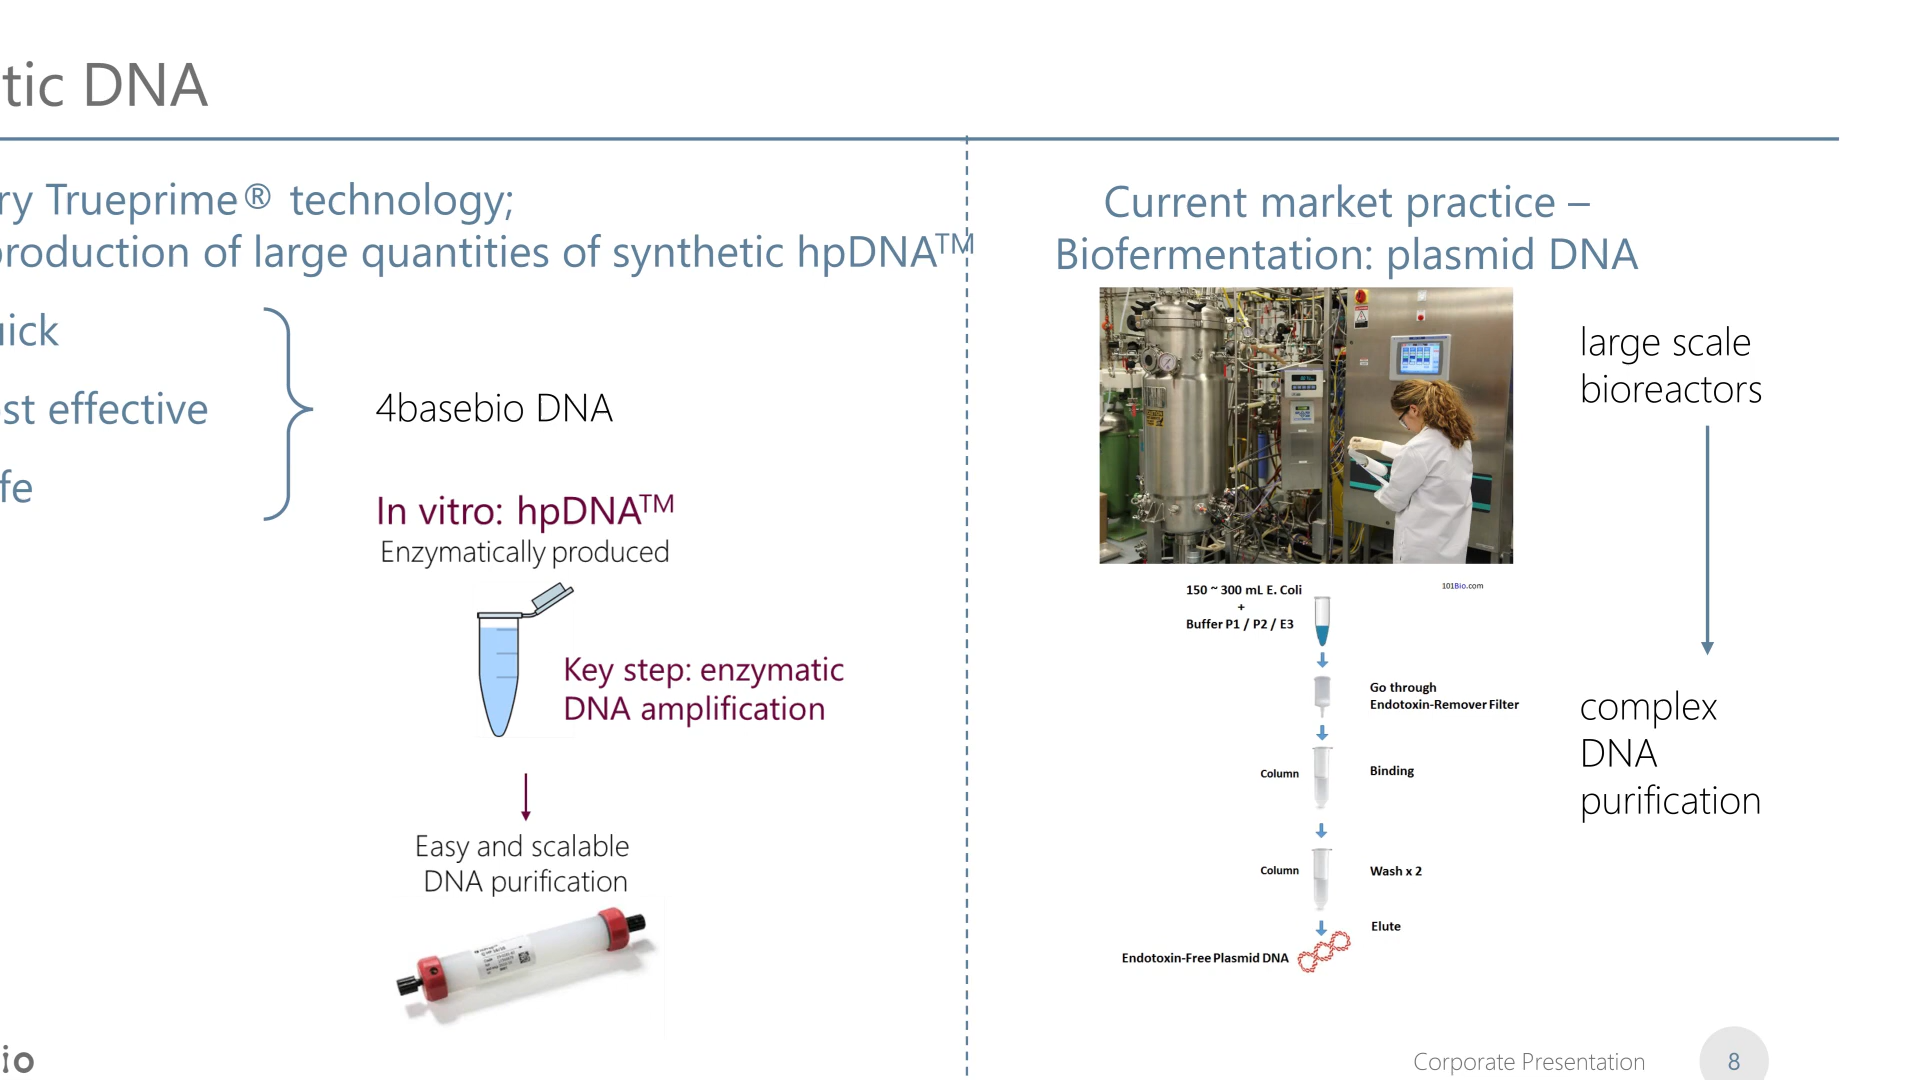 tic DNA
ry Trueprime® technology;
production of large quantities of synthetic hpDNA™
uick
st effective
fe
4basebio DNA
In vitro: hpDNA™
Enzymatically produced
Key step: enzymatic
DNA amplification
Easy and scalable
DNA purification
Current market practice –
Biofermentation: plasmid DNA
large scale
bioreactors
complex
DNA
purification
101Bio.com
150 ~ 300 mL E. Coli
+
Buffer P1 / P2 / E3
Go through
Endotoxin-Remover Filter
Column
Binding
Column
Wash x 2
Elute
Endotoxin-Free Plasmid DNA
io
Corporate Presentation
8